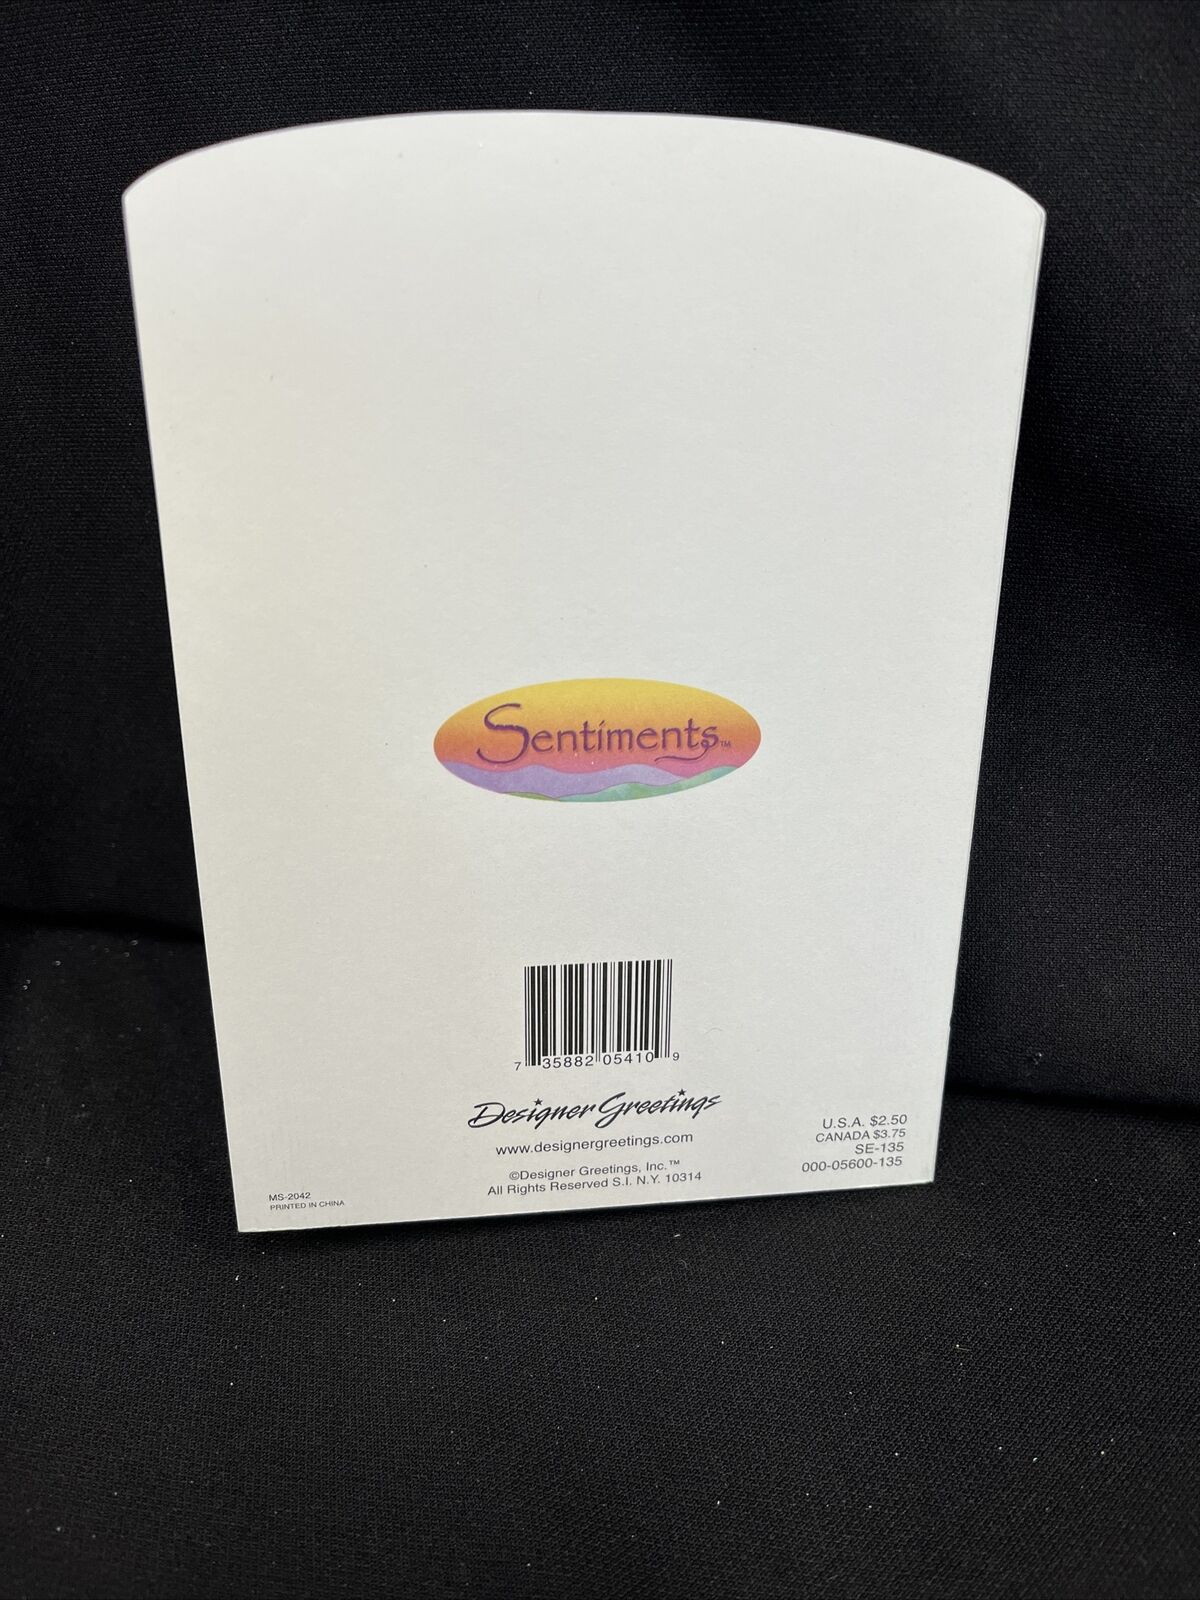 Sentiments™
7 35882 05410 9
Designer Greetings
www.designergreetings.com
©Designer Greetings, Inc.™
All Rights Reserved S.I. N.Y. 10314
U.S.A. $2.50
CANADA $3.75
SE-135
000-05600-135
MS-2042
PRINTED IN CHINA